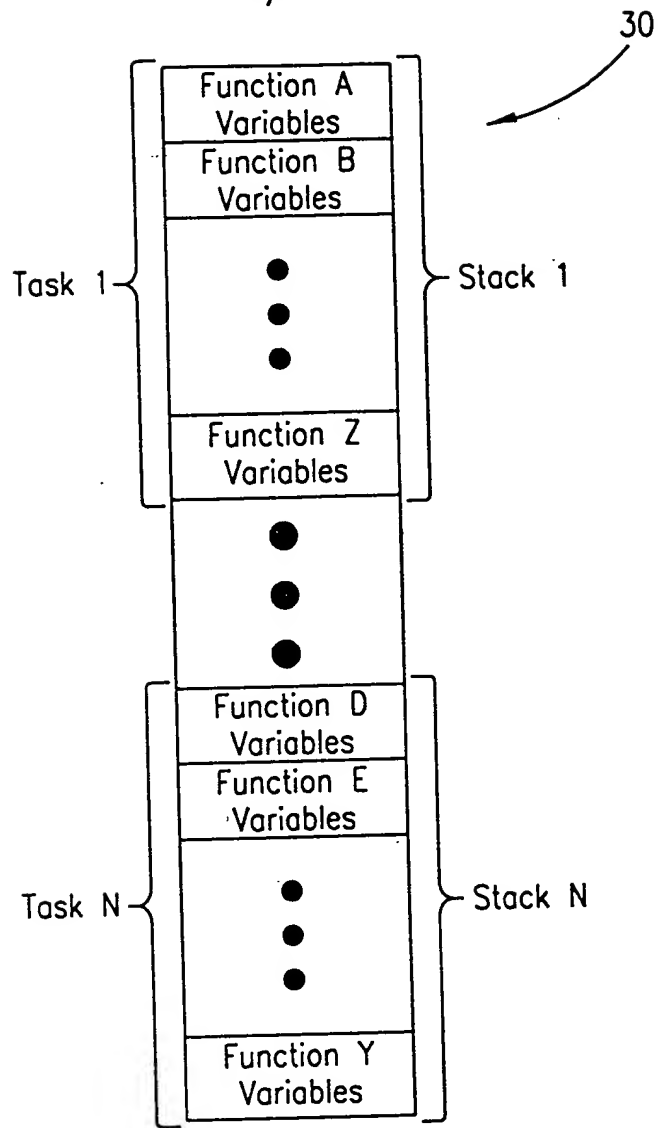 30
Function A
Variables
Function B
Variables
Task 1
Stack 1
Function Z
Variables
Function D
Variables
Function E
Variables
Task N
Stack N
Function Y
Variables